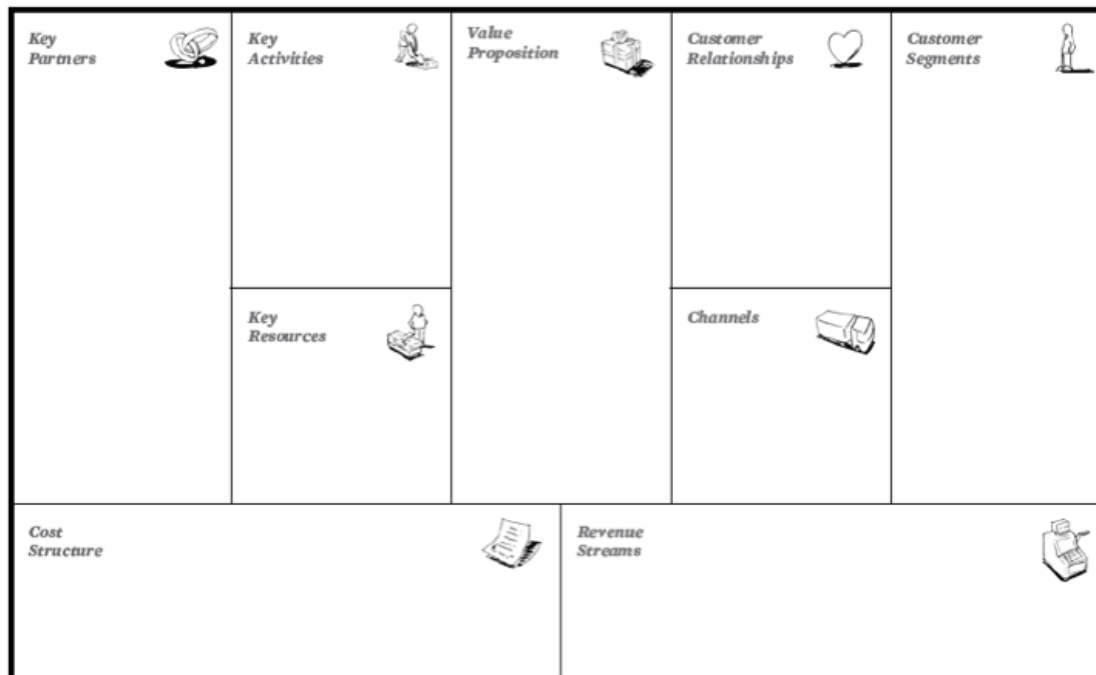 Key
Partners
Key
Activities
Value
Proposition
Customer
Relationships
Customer
Segments
Key
Resources
Channels
Cost
Structure
Revenue
Streams